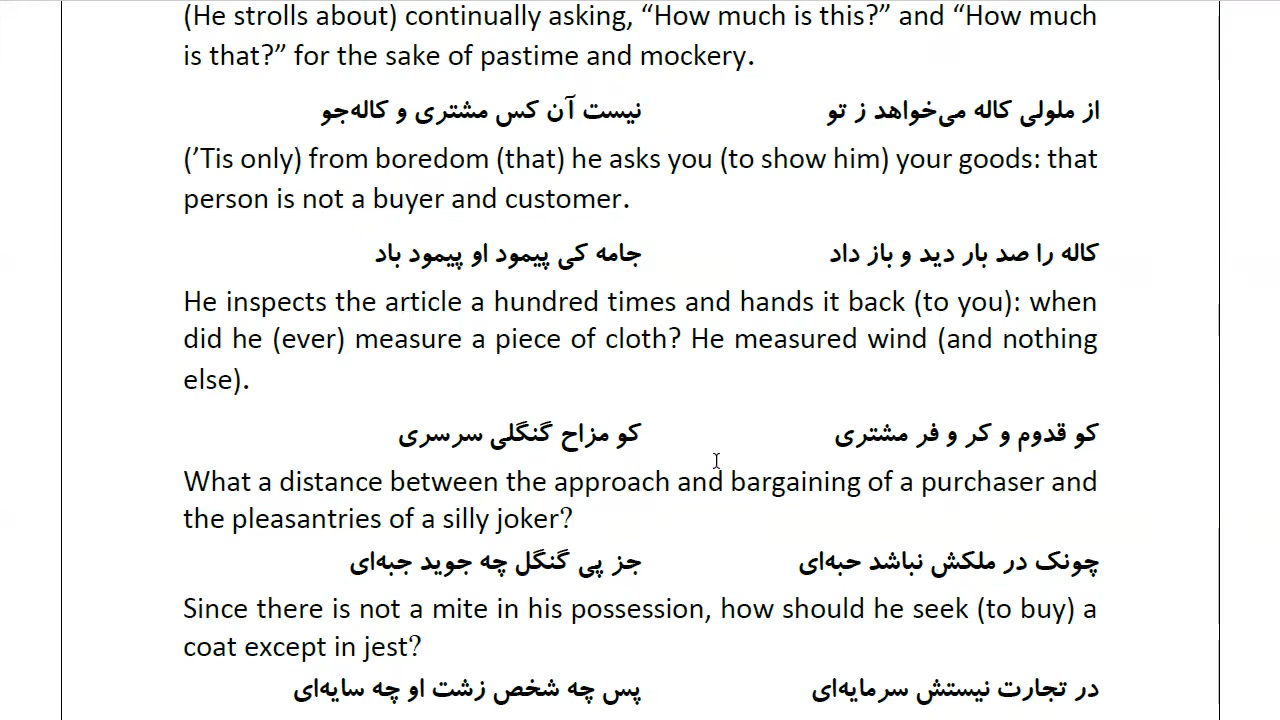 (He strolls about) continually asking, “How much is this?” and “How much
is that?” for the sake of pastime and mockery.
از ملولی کاله می‌خواهد ز تو نیست آن کس مشتری و کاله‌جو
(’Tis only) from boredom (that) he asks you (to show him) your goods: that
person is not a buyer and customer.
کاله را صد بار دید و باز داد جامه کی پیمود او پیمود باد
He inspects the article a hundred times and hands it back (to you): when
did he (ever) measure a piece of cloth? He measured wind (and nothing
else).
کو قدوم و کر و فر مشتری کو مزاح گنگلی سرسری
What a distance between the approach and bargaining of a purchaser and
the pleasantries of a silly joker?
چونک در ملکش نباشد حبه‌ای جز پی گنگل چه جوید جبه‌ای
Since there is not a mite in his possession, how should he seek (to buy) a
coat except in jest?
در تجارت نیستش سرمایه‌ای پس چه شخص زشت او چه سایه‌ای